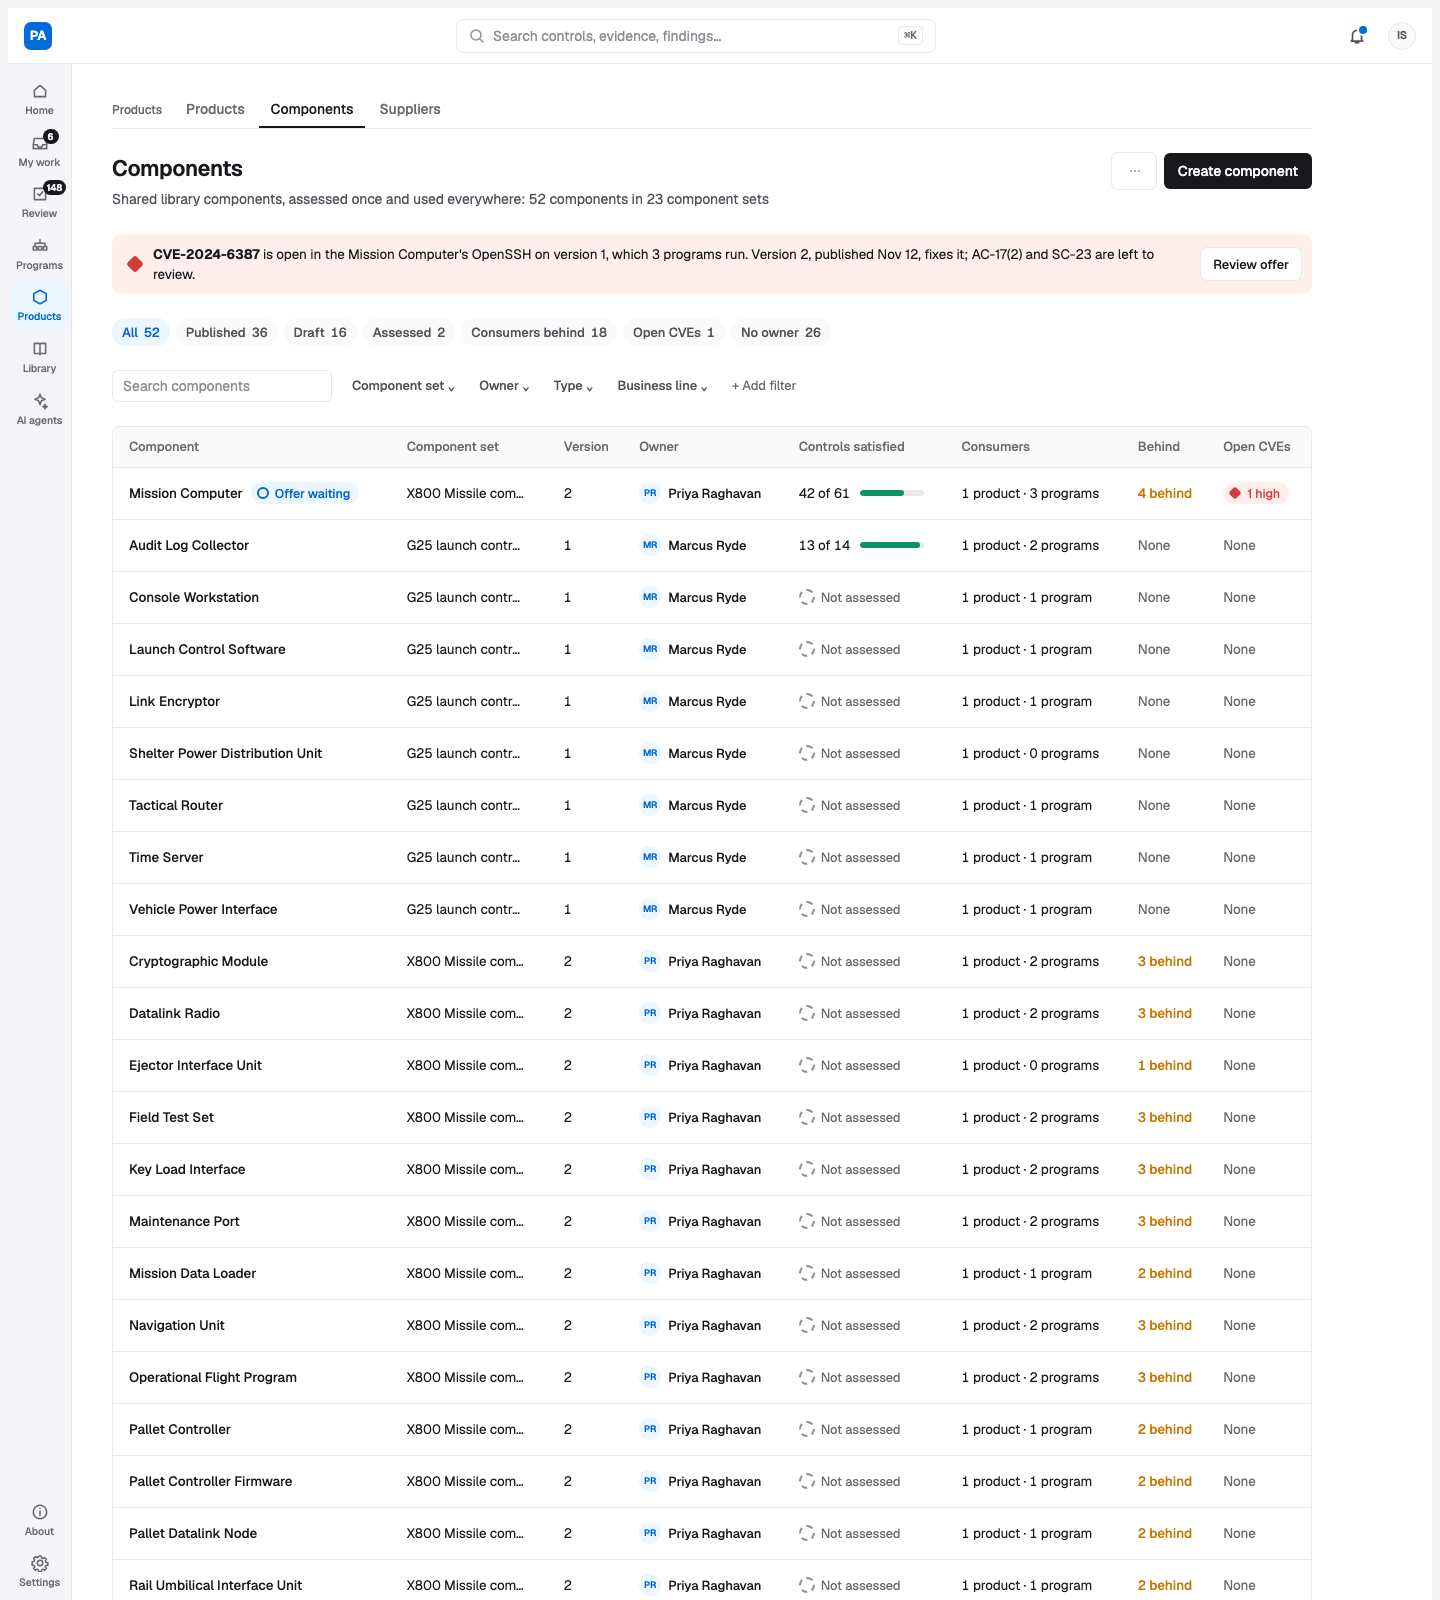 PA
Search controls, evidence, findings...
⌘K
IS
Home
6
My work
148
Review
Programs
Products
Library
AI agents
About
Settings
Products Products Components Suppliers
Components
Shared library components, assessed once and used everywhere: 52 components in 23 component sets
...
Create component
CVE-2024-6387 is open in the Mission Computer's OpenSSH on version 1, which 3 programs run. Version 2, published Nov 12, fixes it; AC-17(2) and SC-23 are left to
review.
Review offer
All 52 Published 36 Draft 16 Assessed 2 Consumers behind 18 Open CVEs 1 No owner 26
Search components Component set Owner Type Business line + Add filter
Component Component set Version Owner Controls satisfied Consumers Behind Open CVEs
Mission Computer Offer waiting X800 Missile com... 2 PR Priya Raghavan 42 of 61 1 product · 3 programs 4 behind 1 high
Audit Log Collector G25 launch contr... 1 MR Marcus Ryde 13 of 14 1 product · 2 programs None None
Console Workstation G25 launch contr... 1 MR Marcus Ryde Not assessed 1 product · 1 program None None
Launch Control Software G25 launch contr... 1 MR Marcus Ryde Not assessed 1 product · 1 program None None
Link Encryptor G25 launch contr... 1 MR Marcus Ryde Not assessed 1 product · 1 program None None
Shelter Power Distribution Unit G25 launch contr... 1 MR Marcus Ryde Not assessed 1 product · 0 programs None None
Tactical Router G25 launch contr... 1 MR Marcus Ryde Not assessed 1 product · 1 program None None
Time Server G25 launch contr... 1 MR Marcus Ryde Not assessed 1 product · 1 program None None
Vehicle Power Interface G25 launch contr... 1 MR Marcus Ryde Not assessed 1 product · 1 program None None
Cryptographic Module X800 Missile com... 2 PR Priya Raghavan Not assessed 1 product · 2 programs 3 behind None
Datalink Radio X800 Missile com... 2 PR Priya Raghavan Not assessed 1 product · 2 programs 3 behind None
Ejector Interface Unit X800 Missile com... 2 PR Priya Raghavan Not assessed 1 product · 0 programs 1 behind None
Field Test Set X800 Missile com... 2 PR Priya Raghavan Not assessed 1 product · 2 programs 3 behind None
Key Load Interface X800 Missile com... 2 PR Priya Raghavan Not assessed 1 product · 2 programs 3 behind None
Maintenance Port X800 Missile com... 2 PR Priya Raghavan Not assessed 1 product · 2 programs 3 behind None
Mission Data Loader X800 Missile com... 2 PR Priya Raghavan Not assessed 1 product · 1 program 2 behind None
Navigation Unit X800 Missile com... 2 PR Priya Raghavan Not assessed 1 product · 2 programs 3 behind None
Operational Flight Program X800 Missile com... 2 PR Priya Raghavan Not assessed 1 product · 2 programs 3 behind None
Pallet Controller X800 Missile com... 2 PR Priya Raghavan Not assessed 1 product · 1 program 2 behind None
Pallet Controller Firmware X800 Missile com... 2 PR Priya Raghavan Not assessed 1 product · 1 program 2 behind None
Pallet Datalink Node X800 Missile com... 2 PR Priya Raghavan Not assessed 1 product · 1 program 2 behind None
Rail Umbilical Interface Unit X800 Missile com... 2 PR Priya Raghavan Not assessed 1 product · 1 program 2 behind None